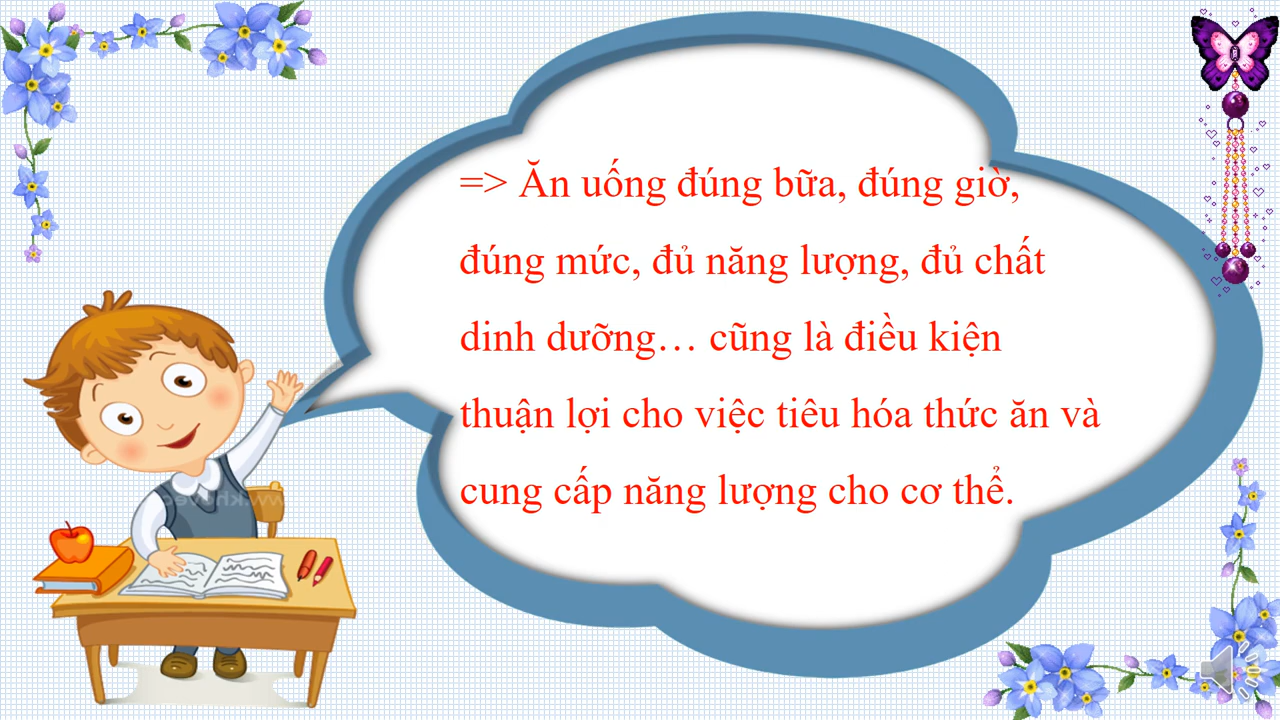 => Ăn uống đúng bữa, đúng giờ,
đúng mức, đủ năng lượng, đủ chất
dinh dưỡng… cũng là điều kiện
thuận lợi cho việc tiêu hóa thức ăn và
cung cấp năng lượng cho cơ thể.